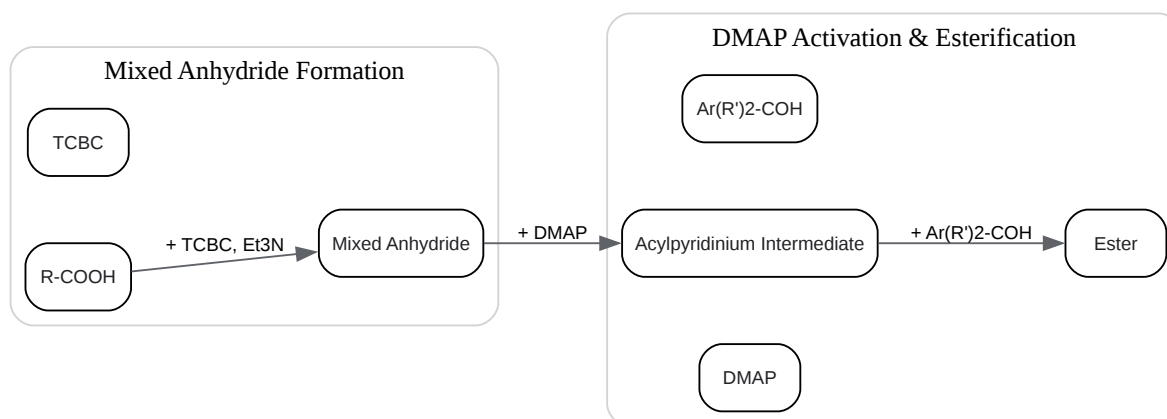 Mixed Anhydride Formation
TCBC
R-COOH
+ TCBC, Et3N
Mixed Anhydride
+ DMAP
DMAP Activation & Esterification
Ar(R')2-COH
Acylpyridinium Intermediate
+ Ar(R')2-COH
Ester
DMAP